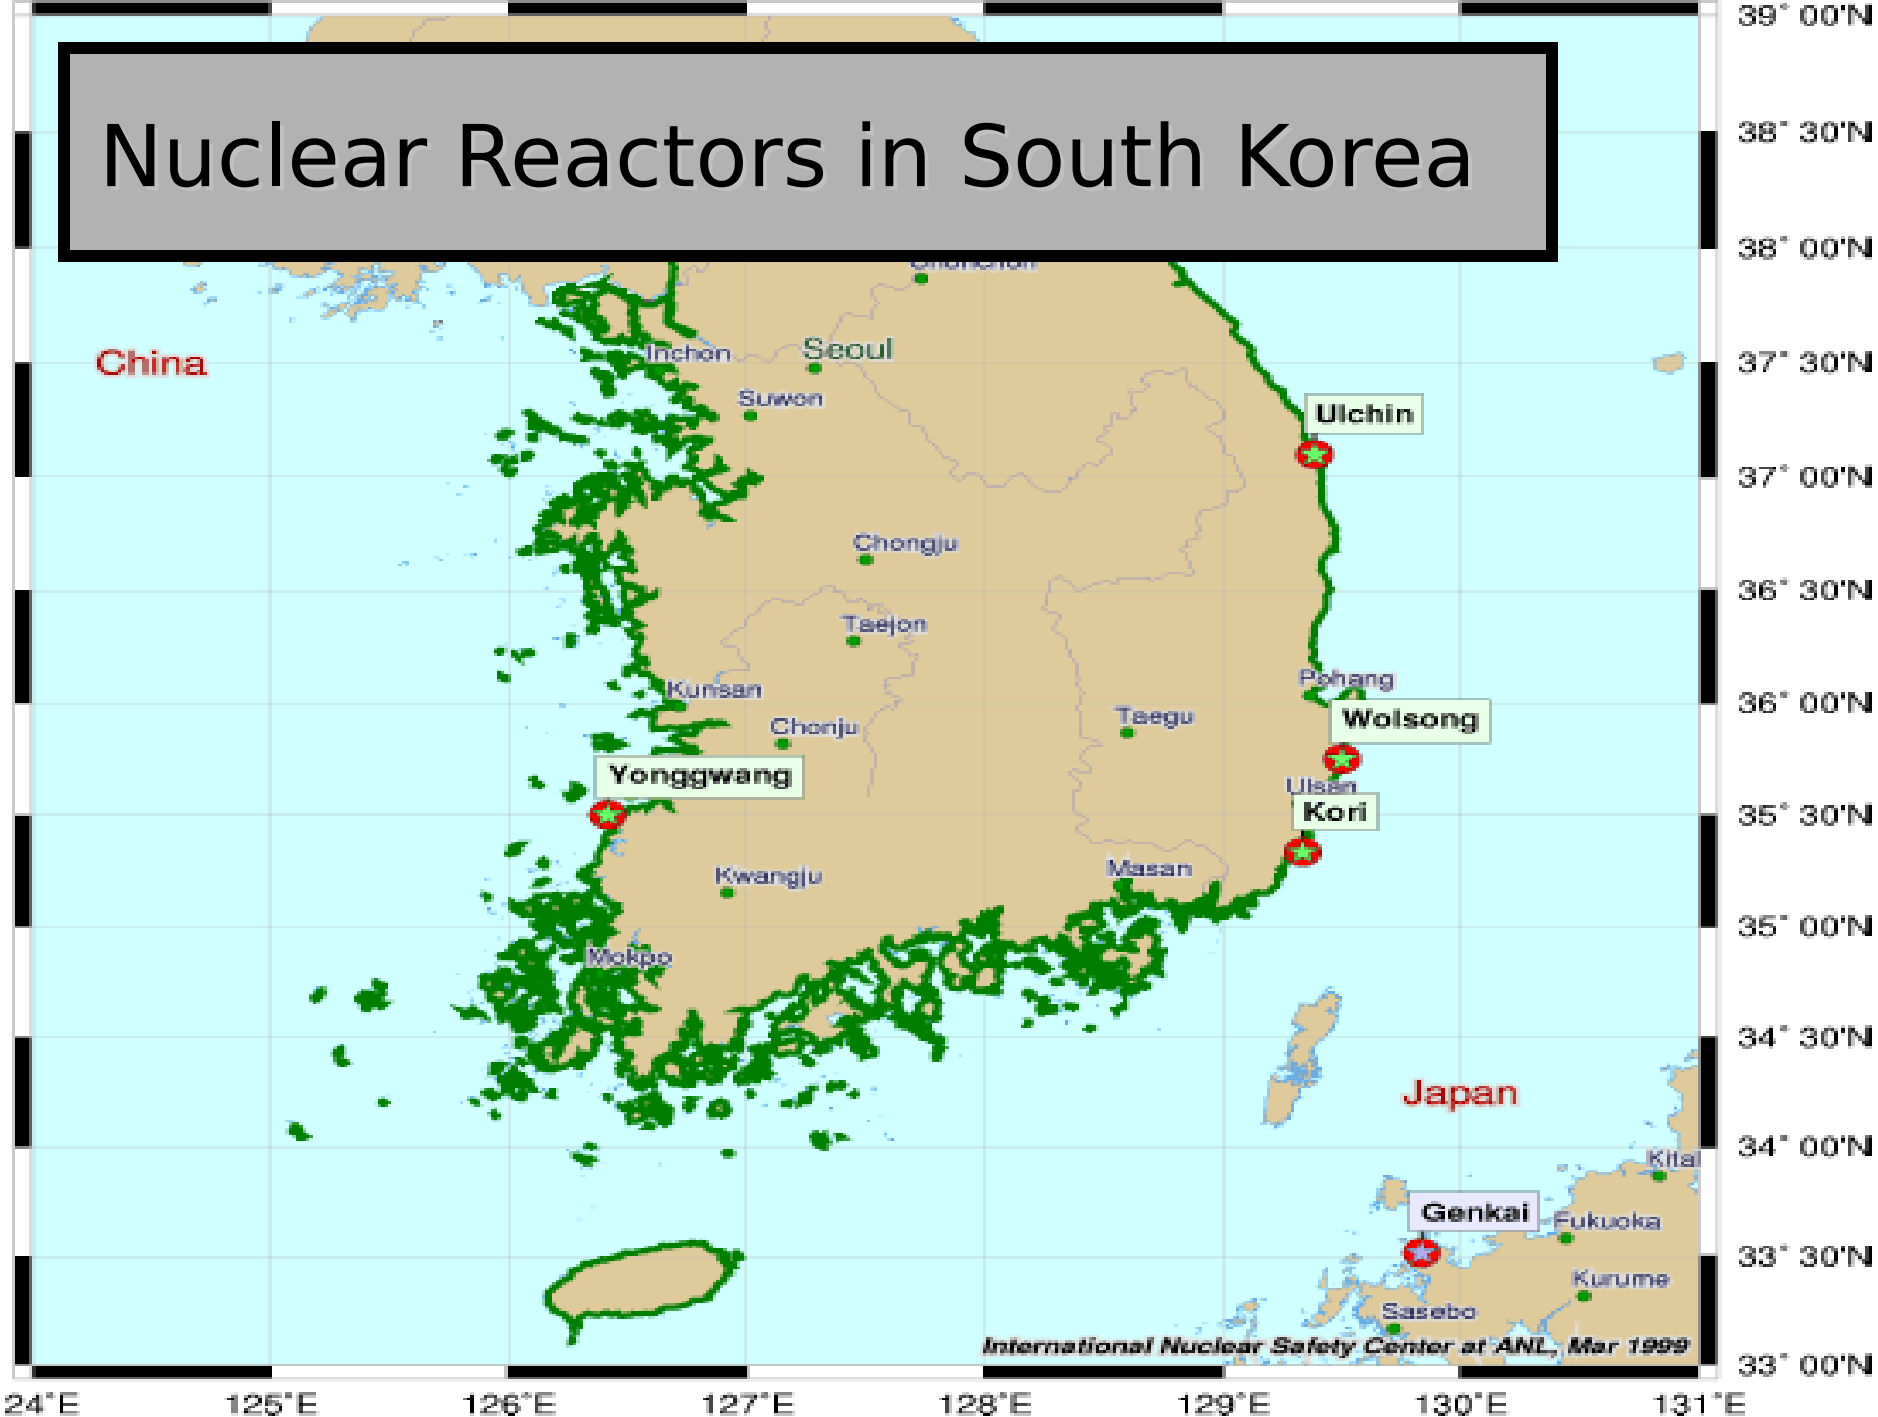 39° 00'N
Nuclear Reactors in South Korea
38° 30'N
38° 00'N
China
Inchon
Seoul
37° 30'N
Suwon
Ulchin
37° 00'N
Chongju
36° 30'N
Taejon
Pohang
Kunsan
36° 00'N
Chonju
Taegu
Wolsong
Yonggwang
Ulsan
Kori
35° 30'N
Masan
Kwangju
35° 00'N
Mokpo
34° 30'N
Japan
34° 00'N
Kita
Genkai
Fukuoka
33° 30'N
Kurume
Sasebo
International Nuclear Safety Center at ANL, Mar 1999
33° 00'N
24°E 125°E 126°E 127°E 128°E 129°E 130°E 131°E